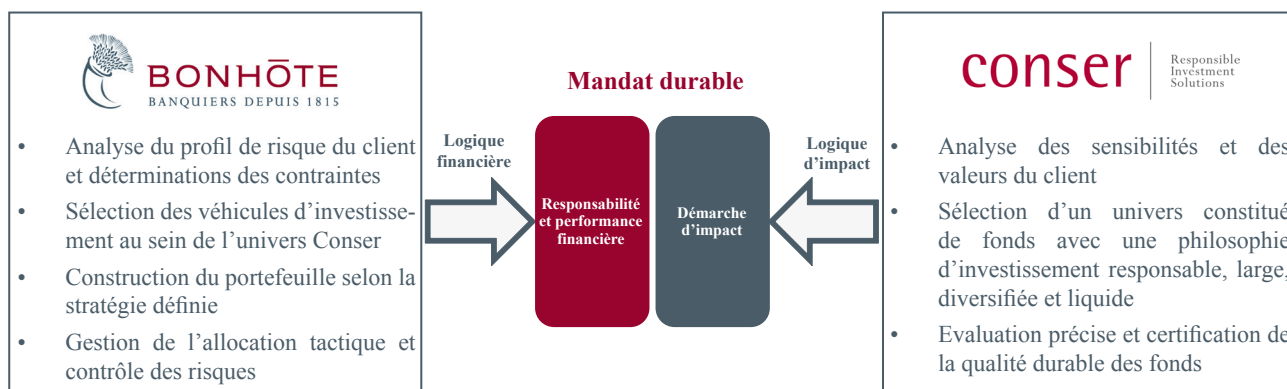 BONHŌTE
BANQUIERS DEPUIS 1815
• Analyse du profil de risque du client
et déterminations des contraintes
• Sélection des véhicules d’investisse-
ment au sein de l’univers Conser
• Construction du portefeuille selon la
stratégie définie
• Gestion de l’allocation tactique et
contrôle des risques
Logique
financière
Mandat durable
Responsabilité
et performance
financière
Démarche
d’impact
Logique
d’impact
conser
Responsible
Investment
Solutions
• Analyse des sensibilités et des
valeurs du client
• Sélection d’un univers constitué
de fonds avec une philosophie
d’investissement responsable, large,
diversifiée et liquide
• Evaluation précise et certification de
la qualité durable des fonds